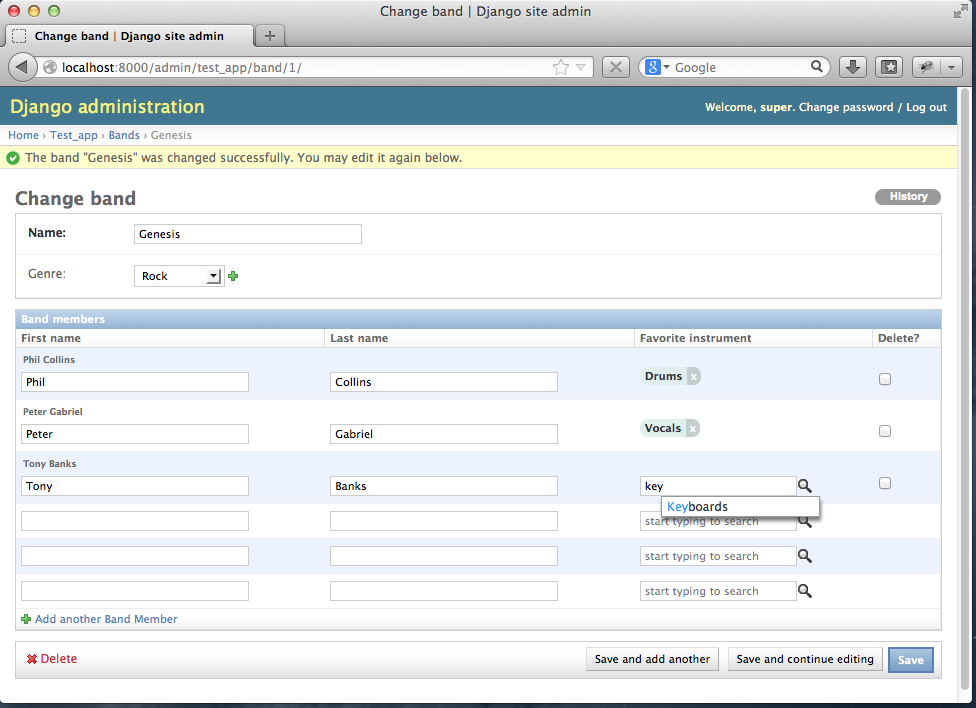 Change band | Django site admin
Change band | Django site admin
localhost:8000/admin/test_app/band/1/
Google
Django administration
Welcome, super. Change password / Log out
Home › Test_app › Bands › Genesis
The band "Genesis" was changed successfully. You may edit it again below.
Change band
History
Name:
Genesis
Genre:
Rock
Band members
First name Last name Favorite instrument Delete?
Phil Collins
Phil Collins Drums x
Peter Gabriel
Peter Gabriel Vocals x
Tony Banks
Tony Banks key
Keyboards
start typing to search
start typing to search
start typing to search
Add another Band Member
Delete Save and add another Save and continue editing Save